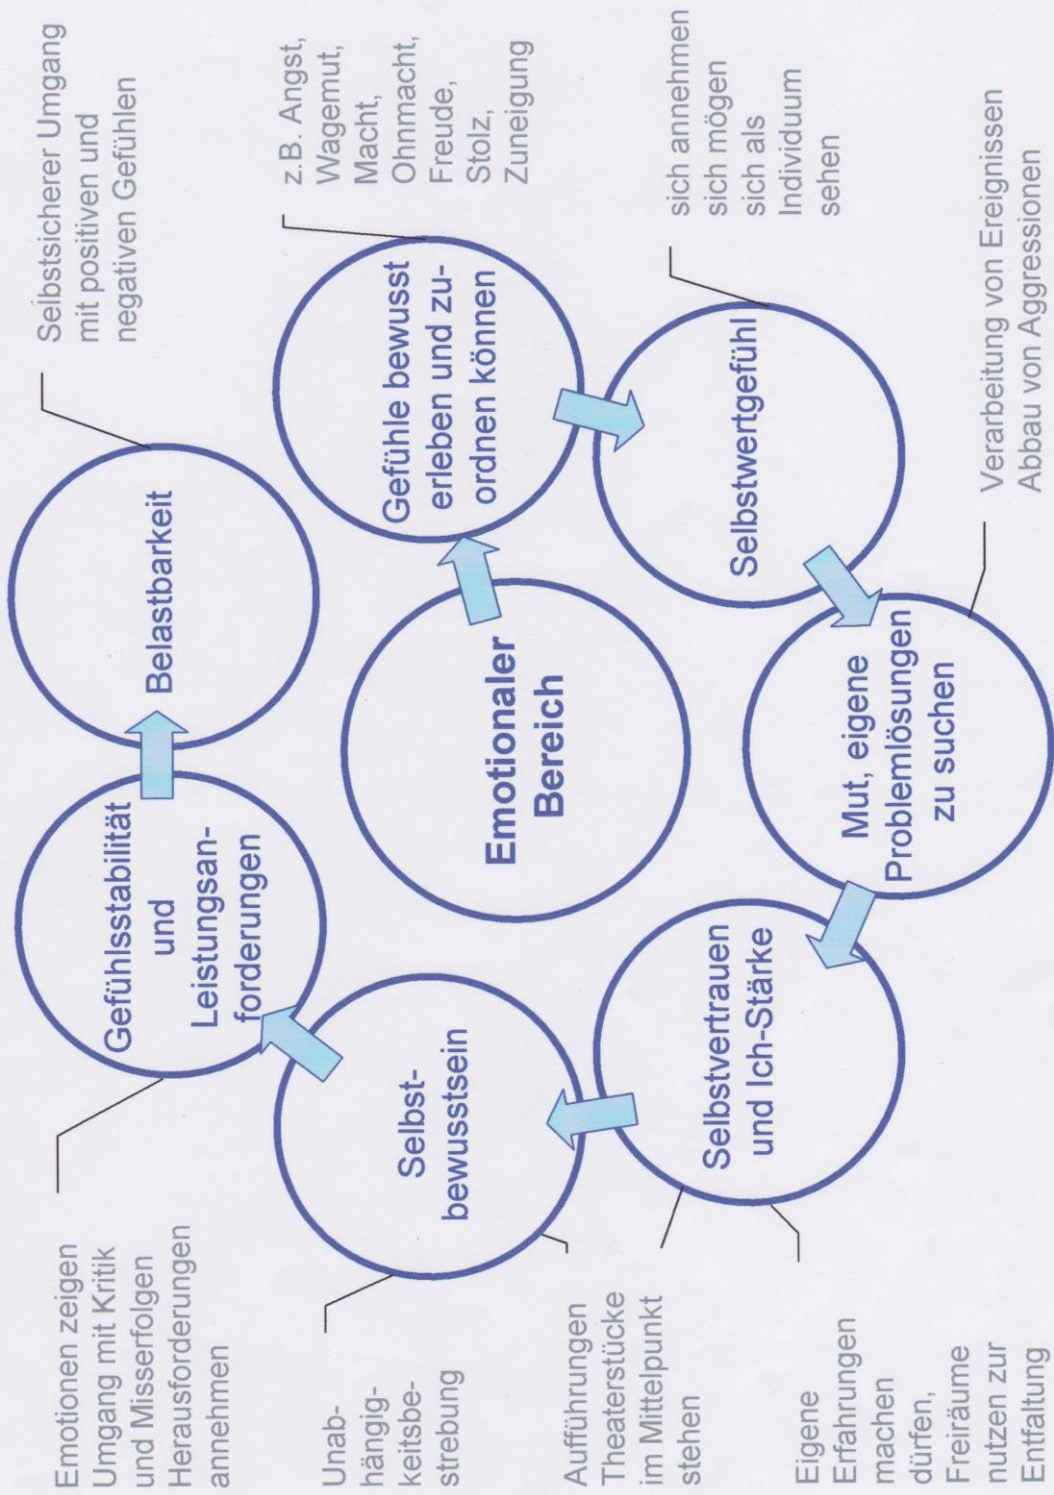 Emotionaler
Bereich
Gefühle bewusst
erleben und zu-
ordnen können
z.B. Angst,
Wagemut,
Macht,
Ohnmacht,
Freude,
Stolz,
Zuneigung
Selbstwertgefühl
sich annehmen
sich mögen
sich als
Individuum
sehen
Mut, eigene
Problemlösungen
zu suchen
Verarbeitung von Ereignissen
Abbau von Aggressionen
Selbstvertrauen
und Ich-Stärke
Eigene
Erfahrungen
machen
dürfen,
Freiräume
nutzen zur
Entfaltung
Aufführungen
Theaterstücke
im Mittelpunkt
stehen
Selbst-
bewusstsein
Unab-
hängig-
keitsbe-
strebung
Gefühlsstabilität
und
Leistungsan-
forderungen
Emotionen zeigen
Umgang mit Kritik
und Misserfolgen
Herausforderungen
annehmen
Belastbarkeit
Selbstsicherer Umgang
mit positiven und
negativen Gefühlen